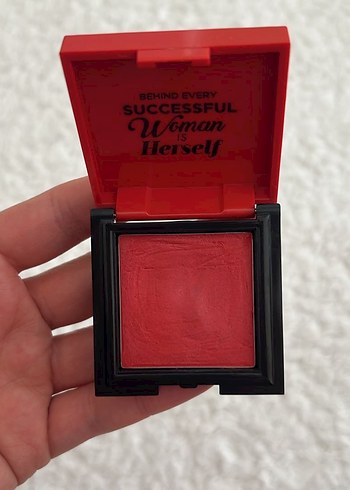 BEHIND EVERY
SUCCESSFUL
Woman
IS
Herself